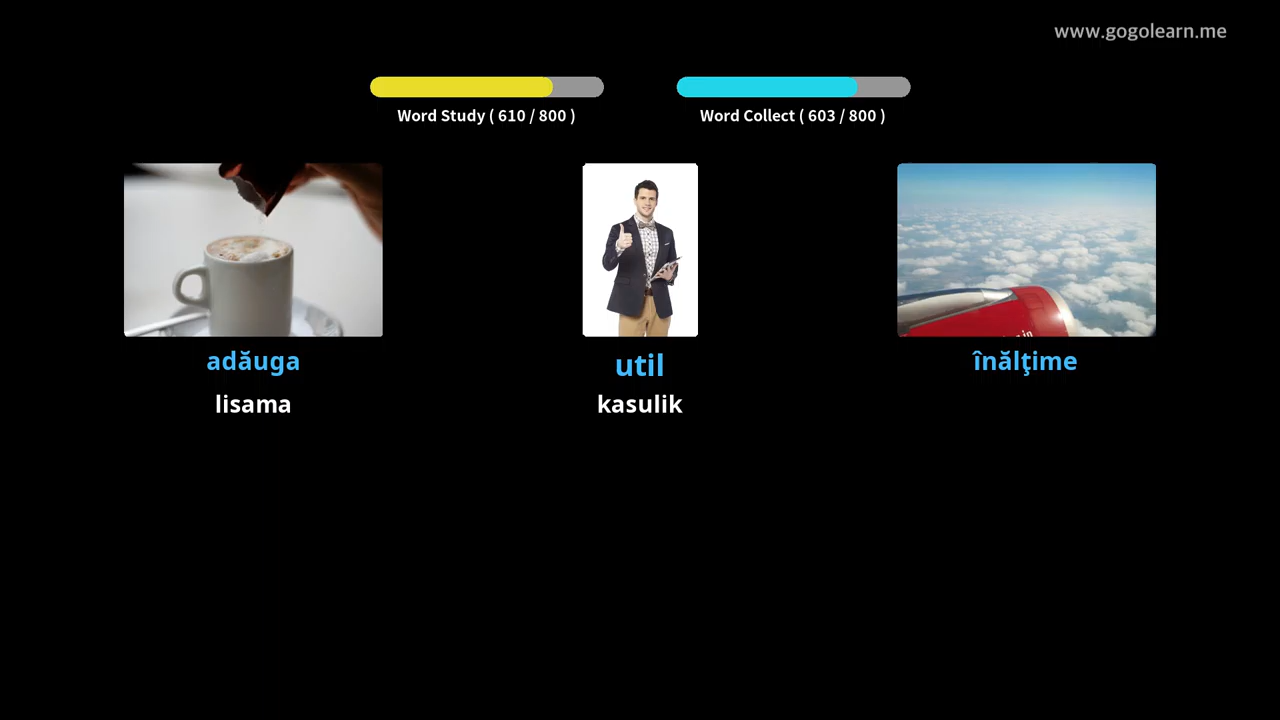 www.gogolearn.me
Word Study ( 610 / 800 )
Word Collect ( 603 / 800 )
adăuga
util
înălţime
lisama
kasulik